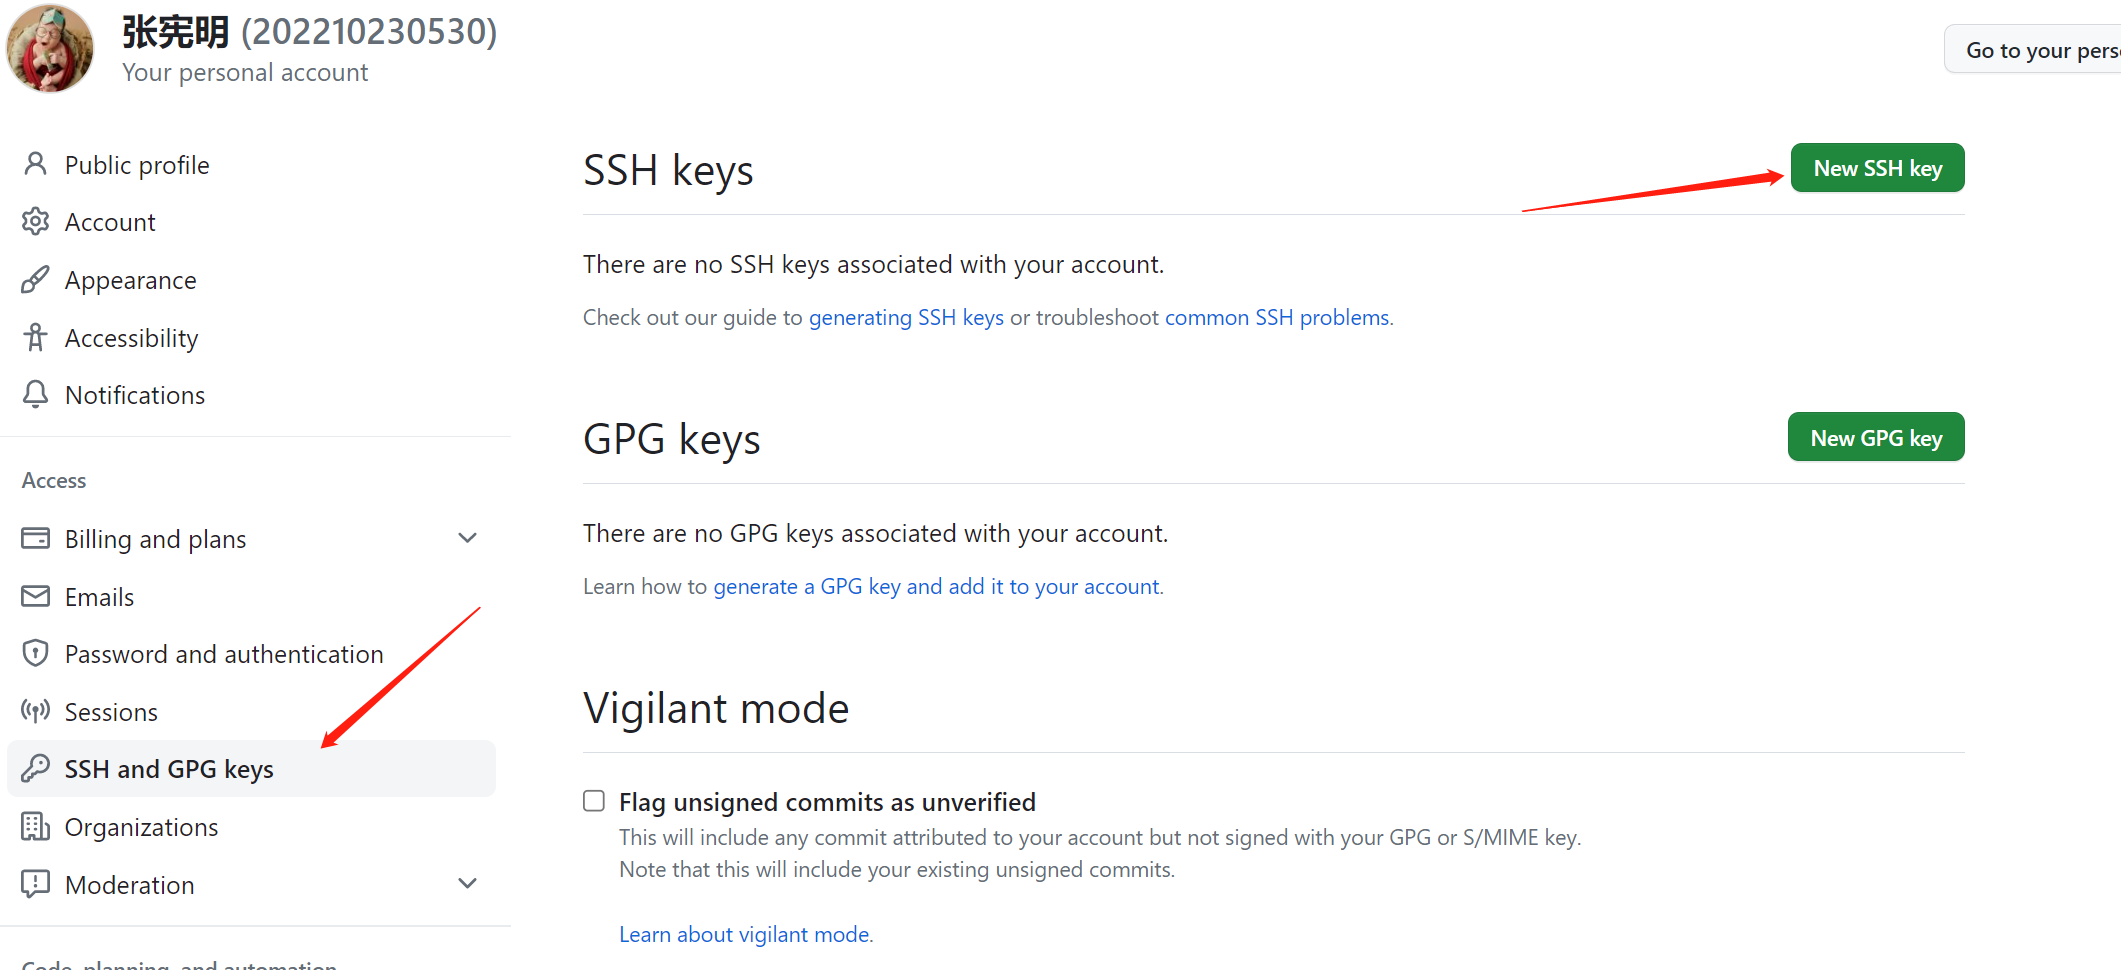 张宪明 (202210230530)
Your personal account
Go to your pers
Public profile
Account
Appearance
Accessibility
Notifications
Access
Billing and plans
Emails
Password and authentication
Sessions
SSH and GPG keys
Organizations
Moderation
Code, planning, and automation
SSH keys
New SSH key
There are no SSH keys associated with your account.
Check out our guide to generating SSH keys or troubleshoot common SSH problems.
GPG keys
New GPG key
There are no GPG keys associated with your account.
Learn how to generate a GPG key and add it to your account.
Vigilant mode
Flag unsigned commits as unverified
This will include any commit attributed to your account but not signed with your GPG or S/MIME key.
Note that this will include your existing unsigned commits.
Learn about vigilant mode.